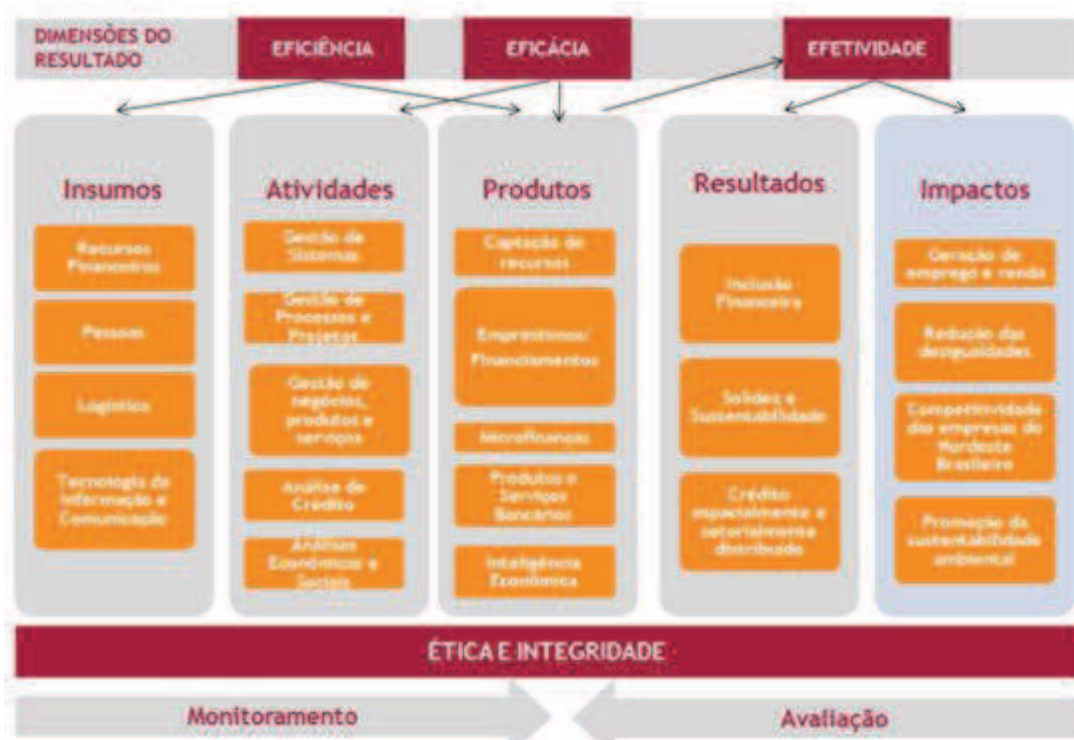 DIMENSÕES DO
RESULTADO
EFICIÊNCIA
EFICÁCIA
EFETIVIDADE
Insumos
Recursos
Financeiros
Pessoas
Logística
Tecnologia da
Informação e
Comunicação
Atividades
Gestão de
Sistemas
Gestão de
Processos e
Projetos
Gestão de
negócios,
produtos e
serviços
Análise de
Crédito
Análises
Econômicas e
Sociais
Produtos
Captação de
recursos
Empréstimos/
Financiamentos
Microfinanças
Produtos e
Serviços
Bancários
Inteligência
Econômica
Resultados
Inclusão
Financeira
Solidez e
Sustentabilidade
Crédito
espacialmente e
setorialmente
distribuído
Impactos
Geração de
emprego e renda
Redução das
desigualdades
Competitividade
das empresas do
Nordeste
Brasileiro
Promoção da
sustentabilidade
ambiental
ÉTICA E INTEGRIDADE
Monitoramento
Avaliação